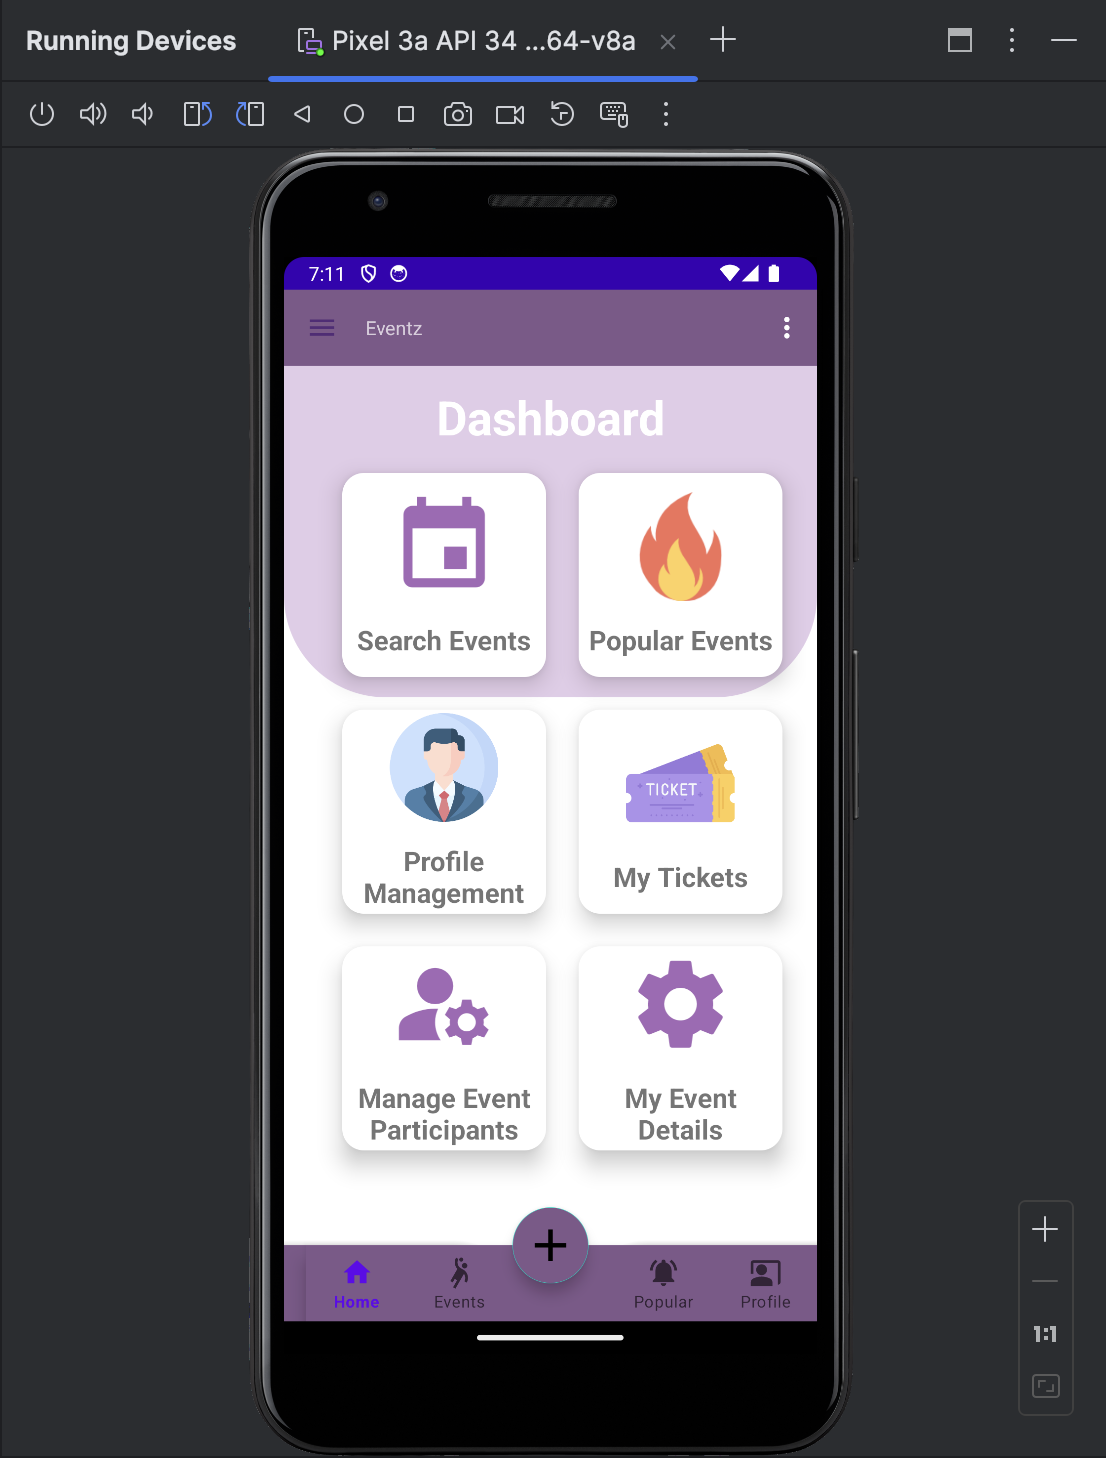 Running Devices
Pixel 3a API 34 ...64-v8a
7:11
Eventz
Dashboard
Search Events
Popular Events
TICKET
Profile
Management
My Tickets
Manage Event
Participants
My Event
Details
Home
Events
Popular
Profile
1:1